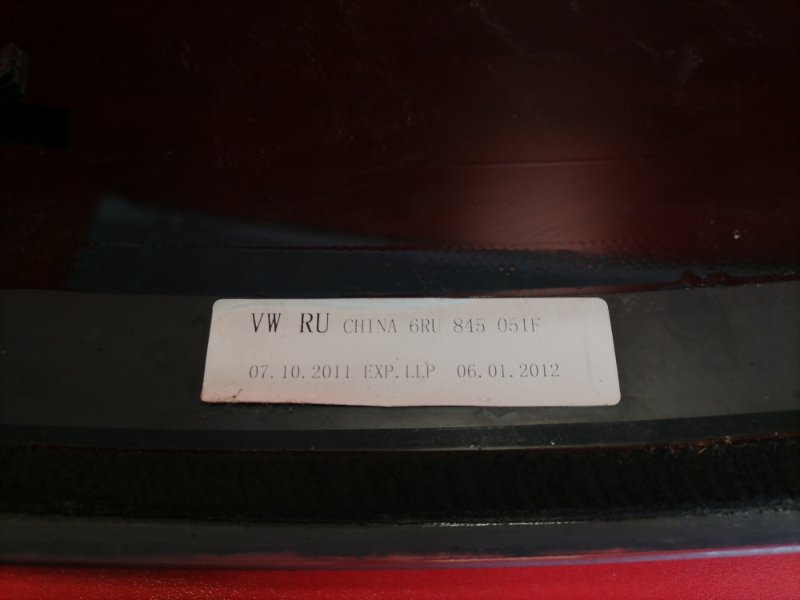 VW RU CHINA 6RU 845 051F
07.10.2011 EXP.LLP 06.01.2012